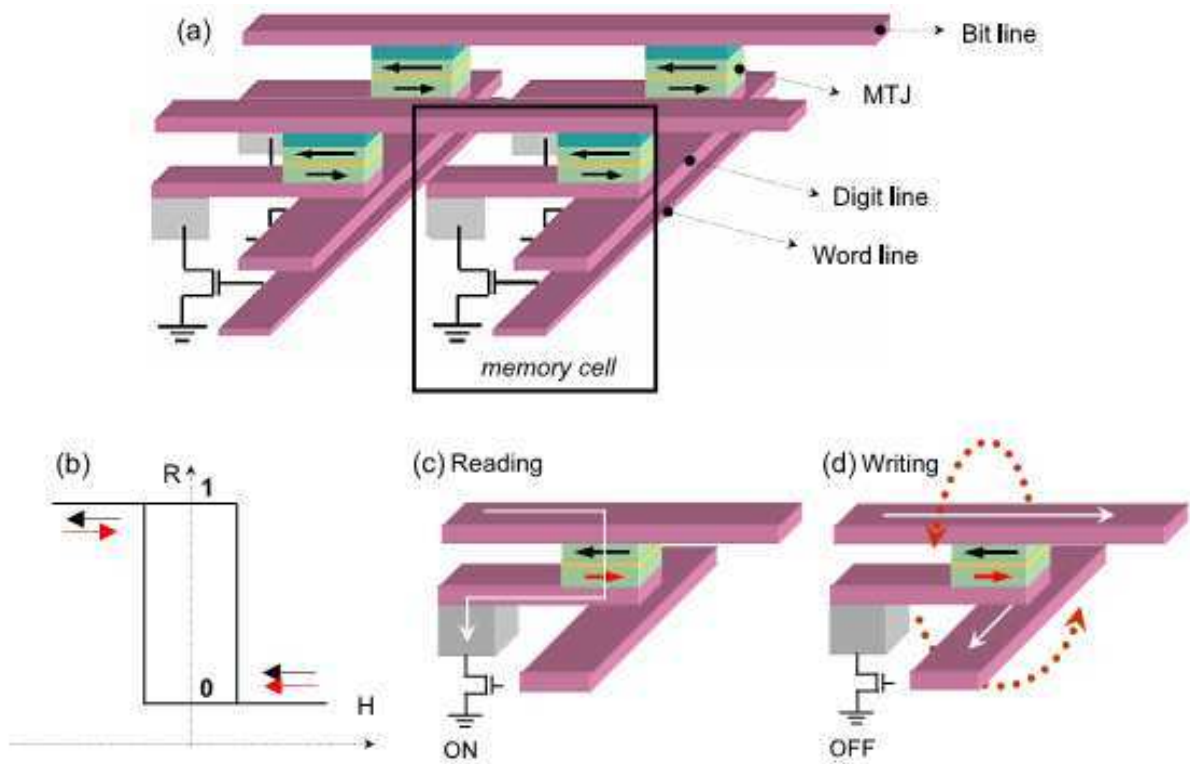 (a)
Bit line
MTJ
Digit line
Word line
memory cell
(b)
R
1
0
H
(c) Reading
ON
(d) Writing
OFF